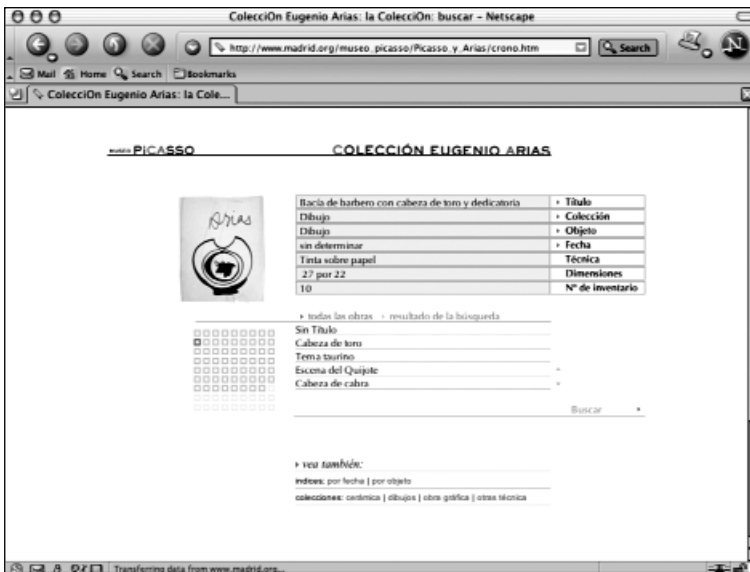 ColecciOn Eugenio Arias: la ColecciOn: buscar – Netscape
http://www.madrid.org/museo_picasso/Picasso_y_Arias/crono.htm
Search
N
Mail Home Search Bookmarks
ColecciOn Eugenio Arias: la Cole...
MUSEO PICASSO COLECCIÓN EUGENIO ARIAS
Arias
Bacía de barbero con cabeza de toro y dedicatoria Título
Dibujo Colección
Dibujo Objeto
sin determinar Fecha
Tinta sobre papel Técnica
27 por 22 Dimensiones
10 Nº de inventario
todas las obras resultado de la búsqueda
Sin Título
Cabeza de toro
Tema taurino
Escena del Quijote
Cabeza de cabra
Buscar
vea también:
indices: por fecha | por objeto
colecciones: cerámica | dibujos | obra gráfica | otras técnica
Transferring data from www.madrid.org...